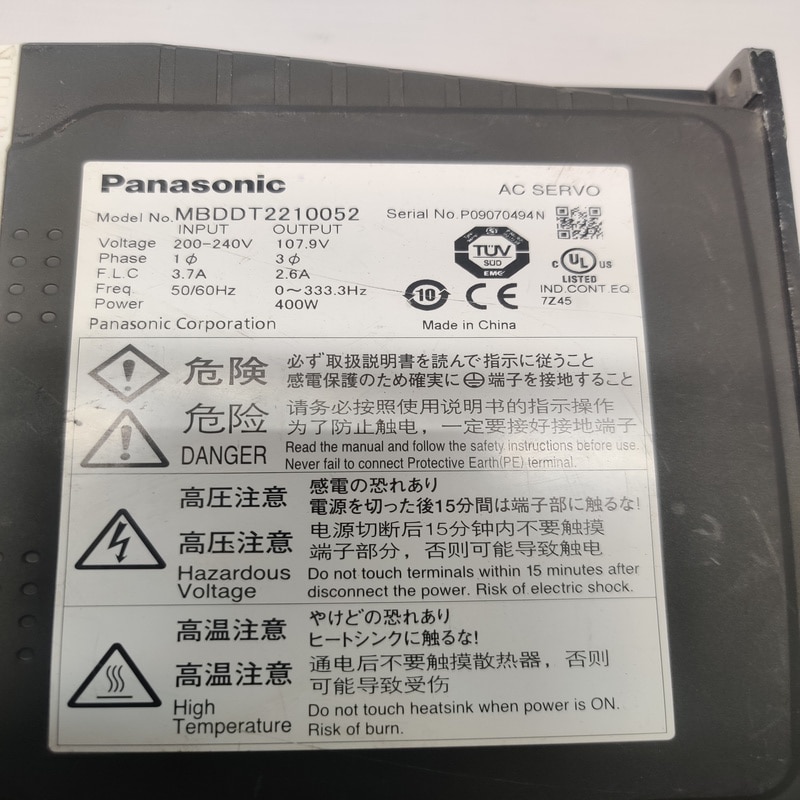 Panasonic
AC SERVO
Model No. MBDDT2210052
Serial No. P09070494N
INPUT OUTPUT
Voltage 200-240V 107.9V
Phase 1ϕ 3ϕ
F.L.C 3.7A 2.6A
Freq. 50/60Hz 0~333.3Hz
Power 400W
Panasonic Corporation
TÜV
SÜD
EMC
10
CE
C UL US
LISTED
IND.CONT.EQ
7Z45
Made in China
危険
必ず取扱説明書を読んで指示に従うこと
感電保護のため確実に端子を接地すること
危险
请务必按照使用说明书的指示操作
为了防止触电，一定要接好接地端子
DANGER
Read the manual and follow the safety instructions before use.
Never fail to connect Protective Earth(PE) terminal.
高圧注意
感電の恐れあり
電源を切った後15分間は端子部に触るな!
高压注意
电源切断后15分钟内不要触摸
端子部分，否则可能导致触电
Hazardous
Voltage
Do not touch terminals within 15 minutes after
disconnect the power. Risk of electric shock.
高温注意
やけどの恐れあり
ヒートシンクに触るな!
高温注意
通电后不要触摸散热器，否则
可能导致受伤
High
Temperature
Do not touch heatsink when power is ON.
Risk of burn.